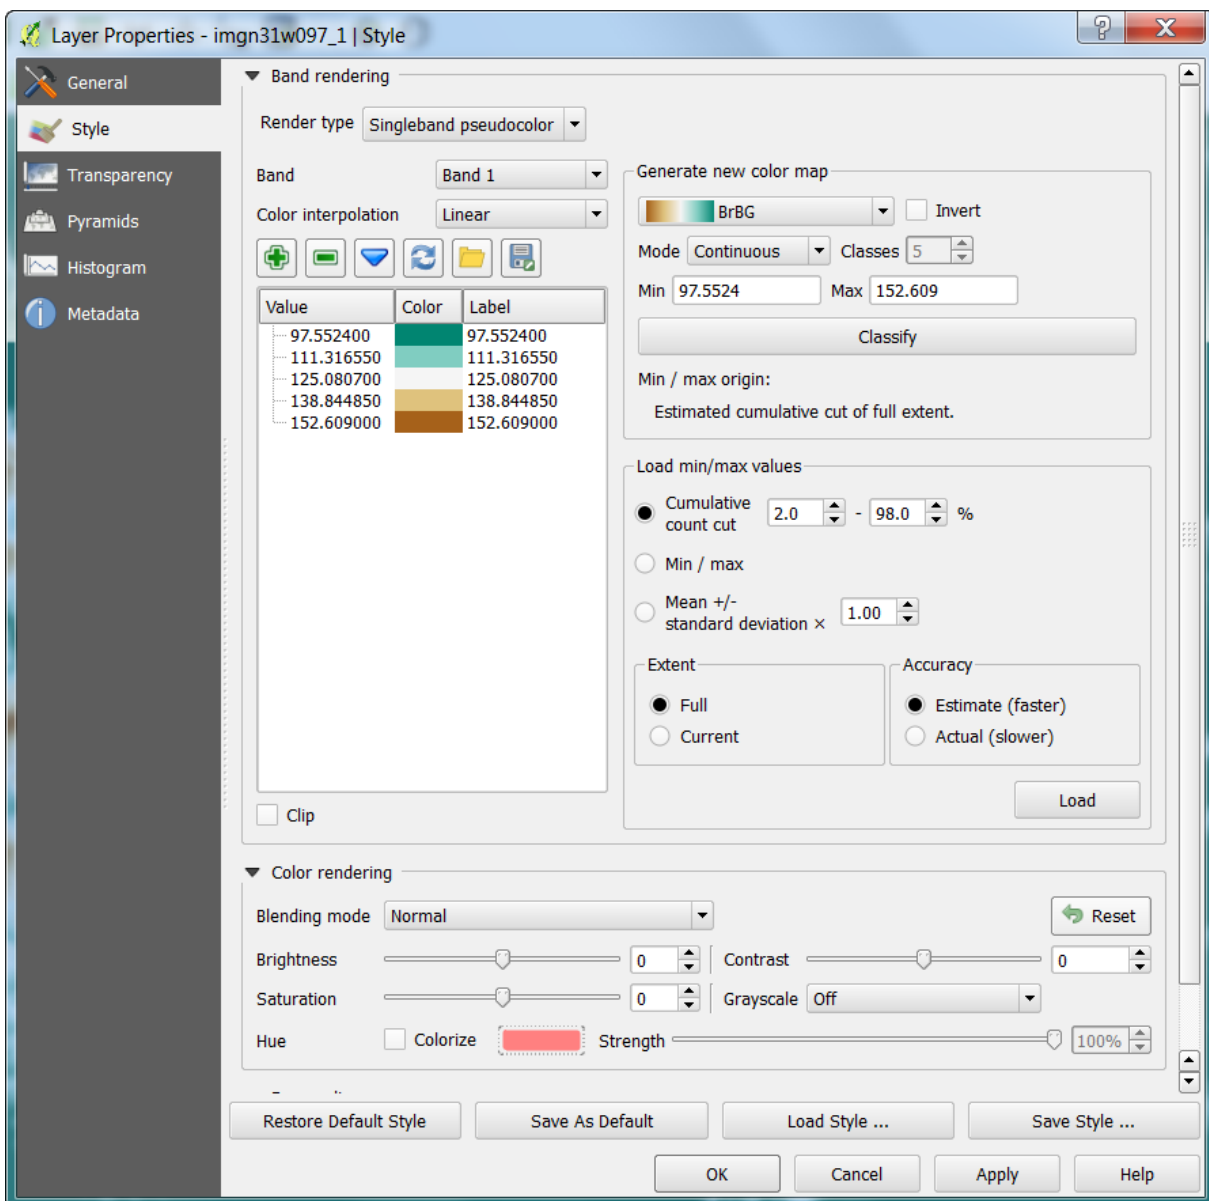 Layer Properties - imgn31w097_1 | Style
General
Style
Transparency
Pyramids
Histogram
Metadata
Band rendering
Render type Singleband pseudocolor
Band Band 1
Color interpolation Linear
Value Color Label
97.552400 97.552400
111.316550 111.316550
125.080700 125.080700
138.844850 138.844850
152.609000 152.609000
Clip
Generate new color map
BrBG Invert
Mode Continuous Classes 5
Min 97.5524 Max 152.609
Classify
Min / max origin:
Estimated cumulative cut of full extent.
Load min/max values
Cumulative
count cut 2.0 - 98.0 %
Min / max
Mean +/-
standard deviation × 1.00
Extent
Full
Current
Accuracy
Estimate (faster)
Actual (slower)
Load
Color rendering
Blending mode Normal Reset
Brightness 0 Contrast 0
Saturation 0 Grayscale Off
Hue Colorize Strength 100%
Restore Default Style Save As Default Load Style ... Save Style ...
OK Cancel Apply Help